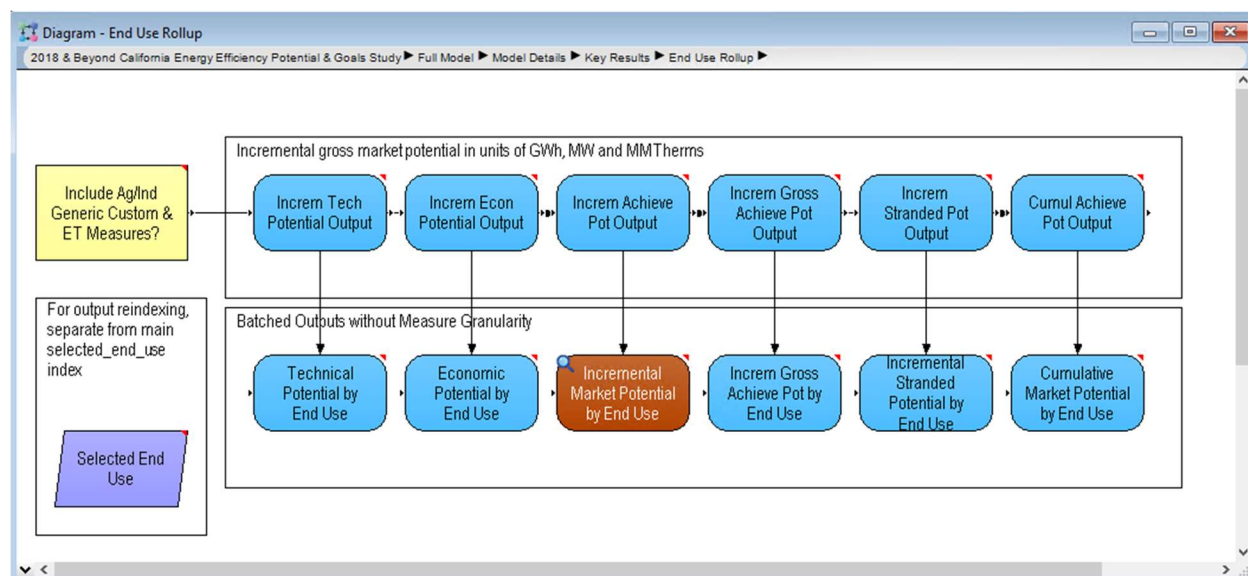 Diagram - End Use Rollup
2018 & Beyond California Energy Efficiency Potential & Goals Study ▶ Full Model ▶ Model Details ▶ Key Results ▶ End Use Rollup ▶
Incremental gross market potential in units of GWh, MW and MMTherms
Include Ag/Ind
Generic Custom &
ET Measures?
Increm Tech
Potential Output
Increm Econ
Potential Output
Increm Achieve
Pot Output
Increm Gross
Achieve Pot
Output
Increm
Stranded Pot
Output
Cumul Achieve
Pot Output
For output reindexing,
separate from main
selected_end_use
index
Selected End
Use
Batched Outputs without Measure Granularity
Technical
Potential by
End Use
Economic
Potential by
End Use
Incremental
Market Potential
by End Use
Increm Gross
Achieve Pot by
End Use
Incremental
Stranded
Potential by
End Use
Cumulative
Market Potential
by End Use